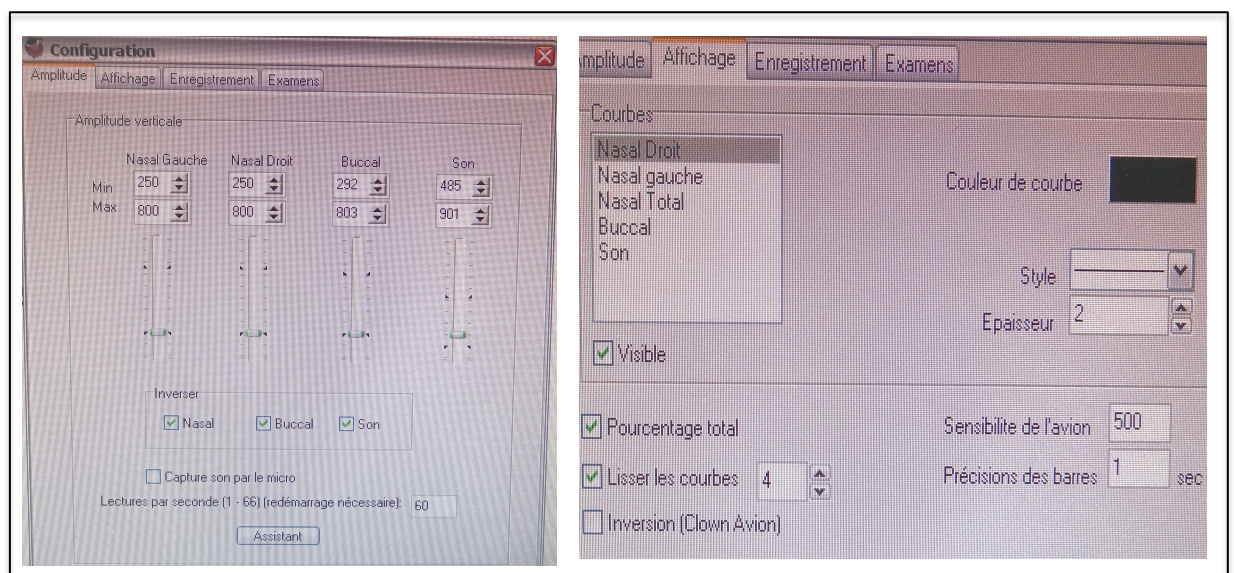 Configuration
Amplitude Affichage Enregistrement Examens
Amplitude verticale
Nasal Gauche Nasal Droit Buccal Son
Min 250 250 292 485
Max 800 800 803 901
Inverser
Nasal Buccal Son
Capture son par le micro
Lectures par seconde (1 - 66) (redémarrage nécessaire): 60
Assistant
mplitude Affichage Enregistrement Examens
Courbes
Nasal Droit
Nasal gauche
Nasal Total
Buccal
Son
Couleur de courbe
Style
Epaisseur 2
Visible
Pourcentage total
Sensibilite de l'avion 500
Lisser les courbes 4
Précisions des barres 1 sec
Inversion (Clown Avion)